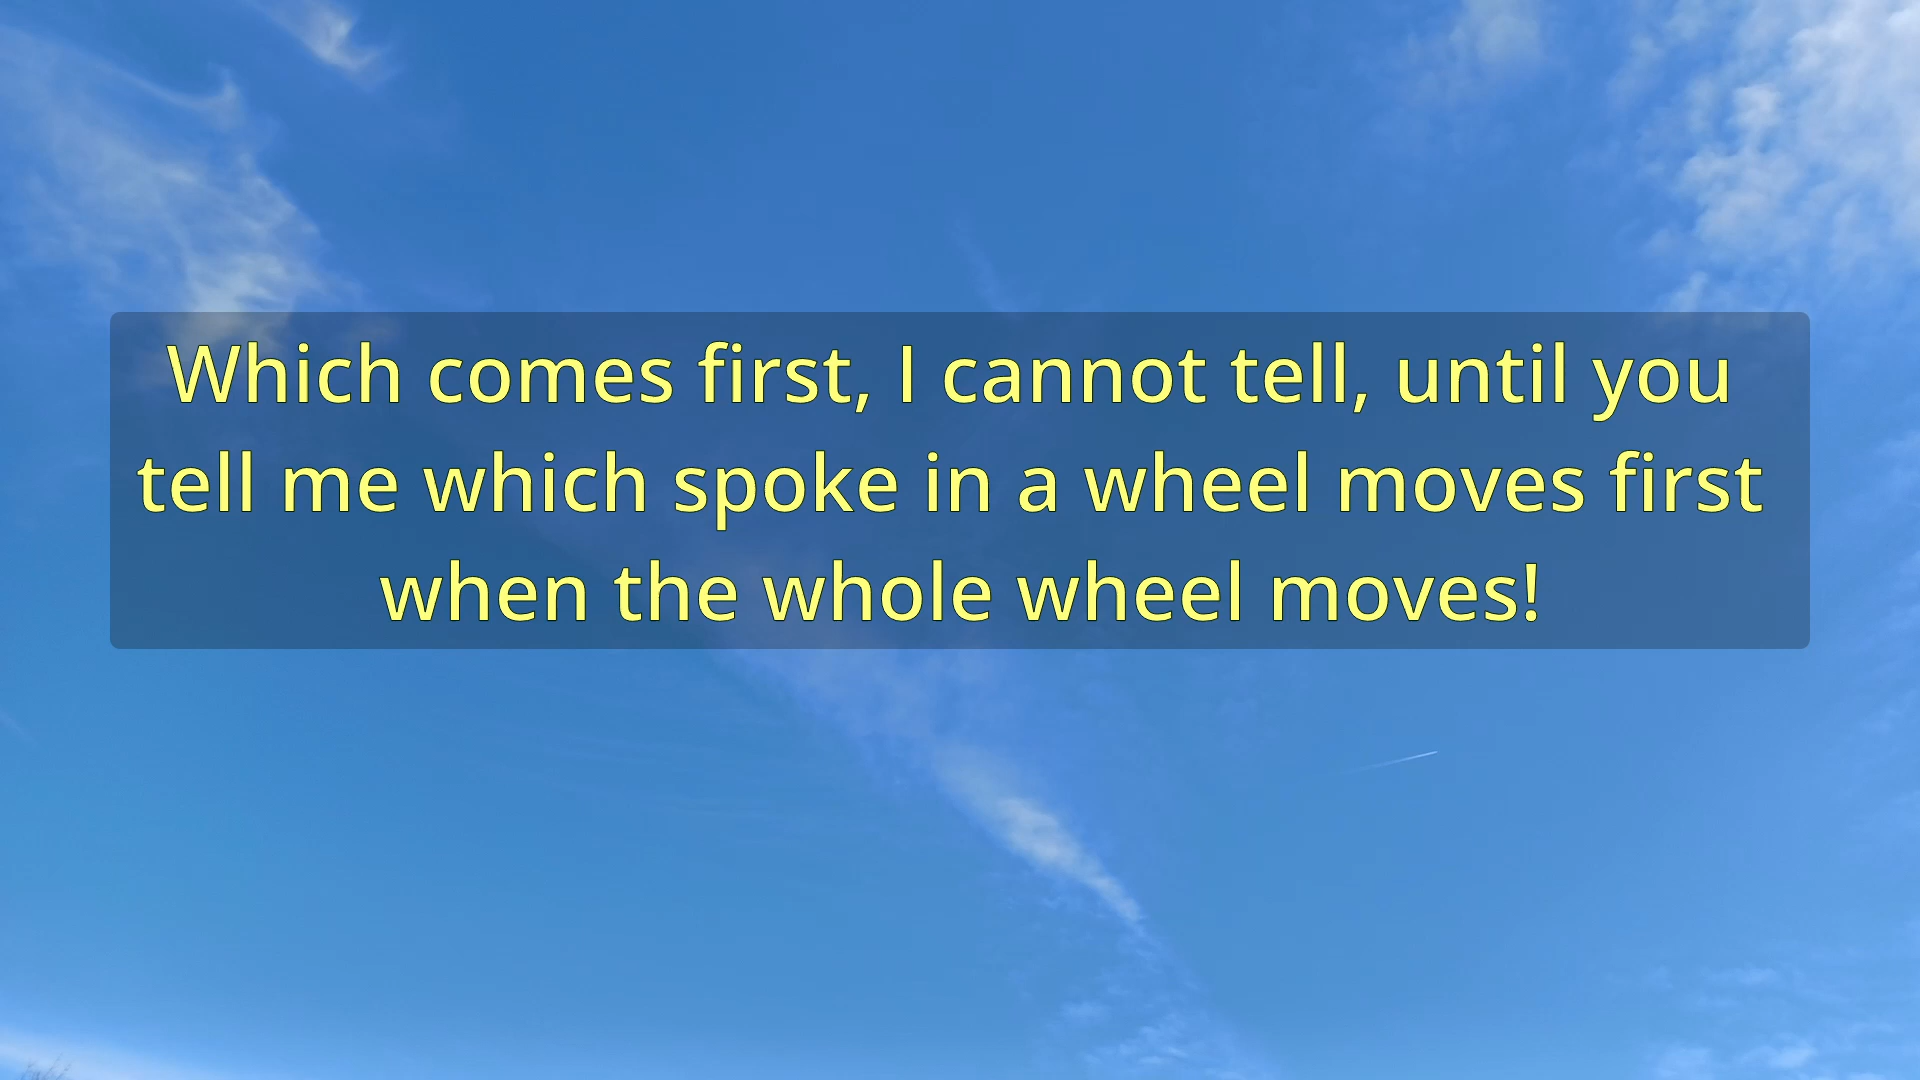 Which comes first, I cannot tell, until you
tell me which spoke in a wheel moves first
when the whole wheel moves!